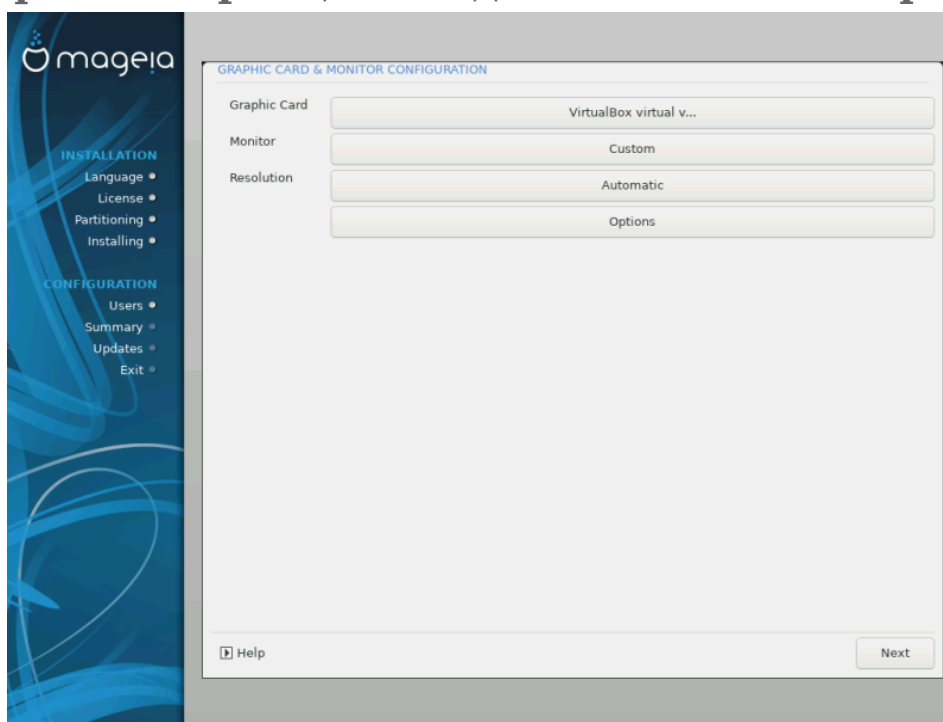 mageia
INSTALLATION
Language
License
Partitioning
Installing
CONFIGURATION
Users
Summary
Updates
Exit
GRAPHIC CARD & MONITOR CONFIGURATION
Graphic Card
VirtualBox virtual v...
Monitor
Custom
Resolution
Automatic
Options
Help
Next